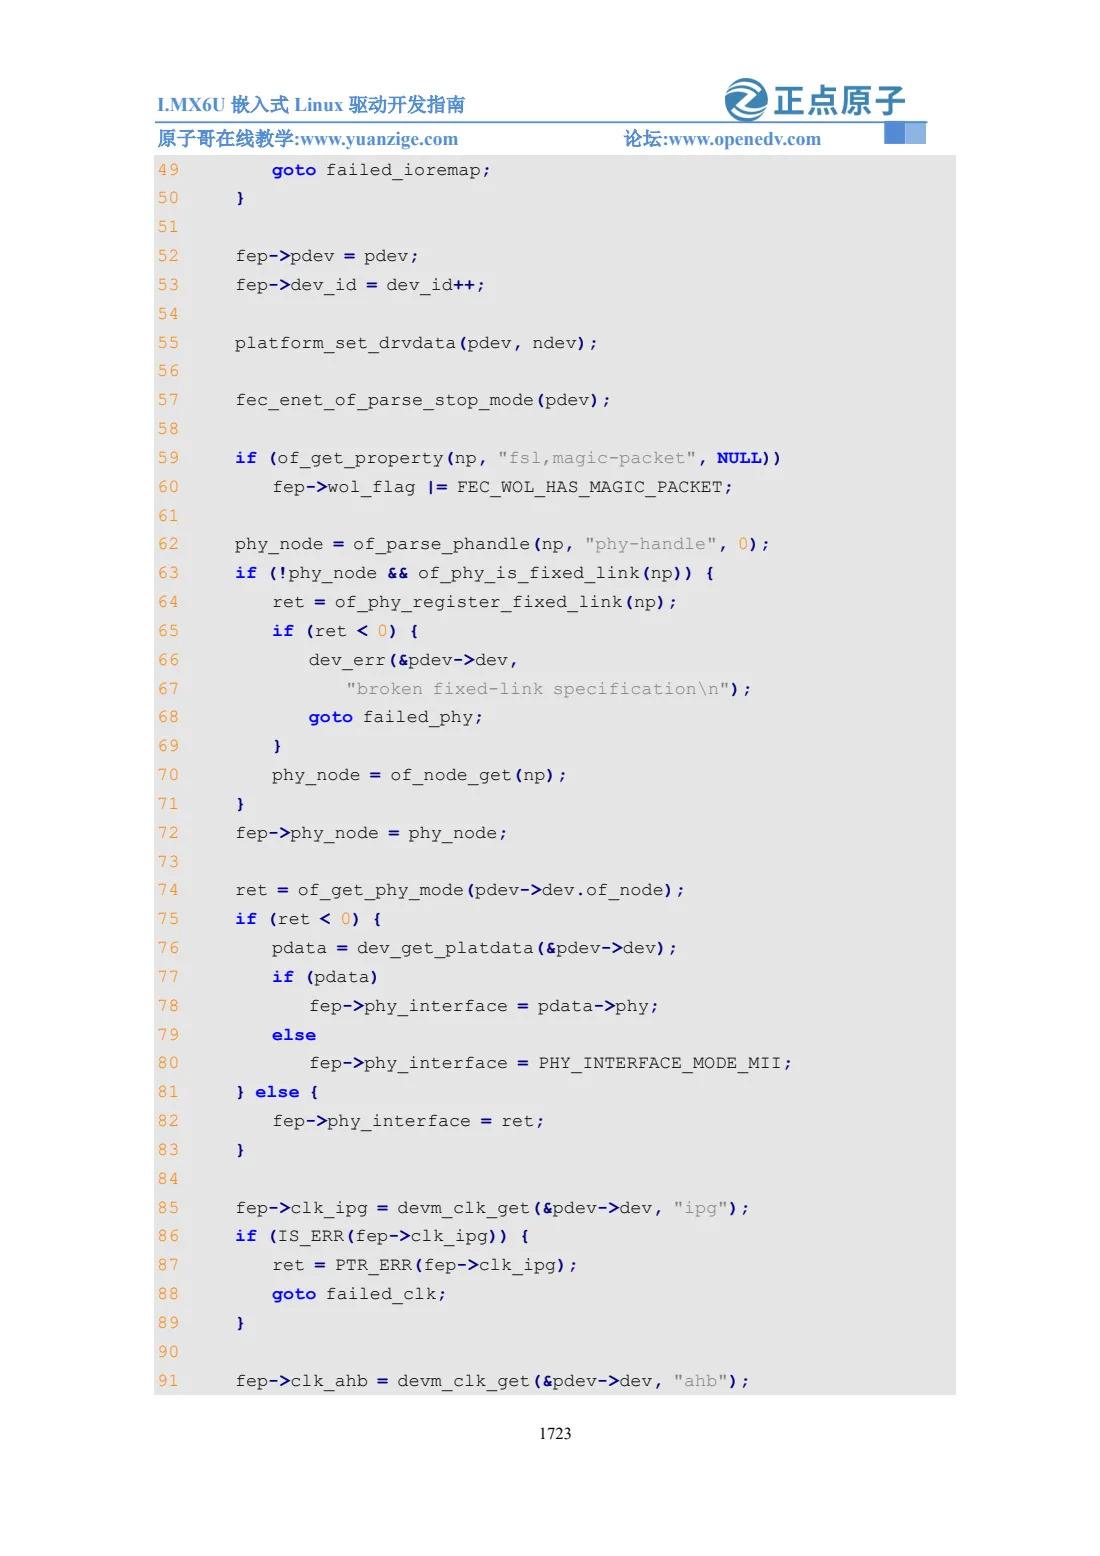 I.MX6U 嵌入式 Linux 驱动开发指南
正点原子
原子哥在线教学:www.yuanzige.com 论坛:www.openedv.com
49 goto failed_ioremap;
50 }
51
52 fep->pdev = pdev;
53 fep->dev_id = dev_id++;
54
55 platform_set_drvdata(pdev, ndev);
56
57 fec_enet_of_parse_stop_mode(pdev);
58
59 if (of_get_property(np, "fsl,magic-packet", NULL))
60 fep->wol_flag |= FEC_WOL_HAS_MAGIC_PACKET;
61
62 phy_node = of_parse_phandle(np, "phy-handle", 0);
63 if (!phy_node && of_phy_is_fixed_link(np)) {
64 ret = of_phy_register_fixed_link(np);
65 if (ret < 0) {
66 dev_err(&pdev->dev,
67 "broken fixed-link specification\n");
68 goto failed_phy;
69 }
70 phy_node = of_node_get(np);
71 }
72 fep->phy_node = phy_node;
73
74 ret = of_get_phy_mode(pdev->dev.of_node);
75 if (ret < 0) {
76 pdata = dev_get_platdata(&pdev->dev);
77 if (pdata)
78 fep->phy_interface = pdata->phy;
79 else
80 fep->phy_interface = PHY_INTERFACE_MODE_MII;
81 } else {
82 fep->phy_interface = ret;
83 }
84
85 fep->clk_ipg = devm_clk_get(&pdev->dev, "ipg");
86 if (IS_ERR(fep->clk_ipg)) {
87 ret = PTR_ERR(fep->clk_ipg);
88 goto failed_clk;
89 }
90
91 fep->clk_ahb = devm_clk_get(&pdev->dev, "ahb");
1723